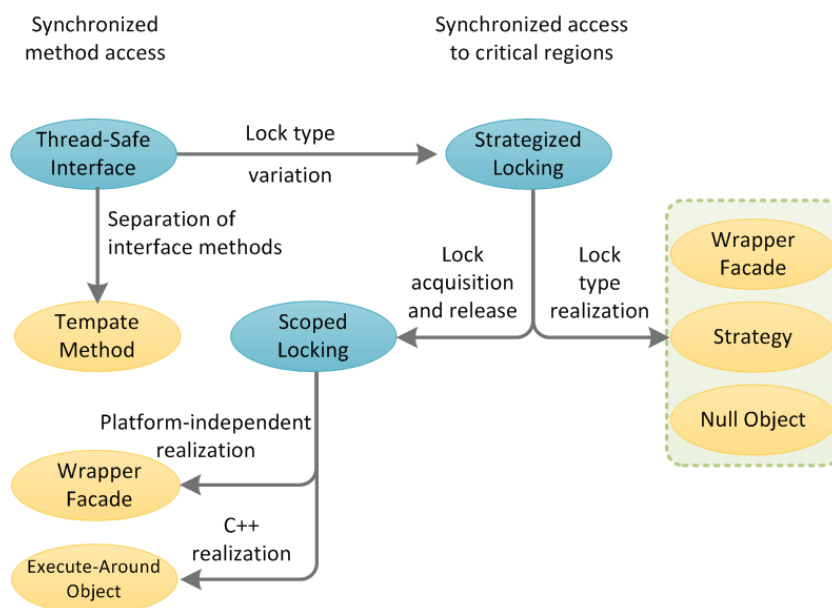 Synchronized
method access
Synchronized access
to critical regions
Thread-Safe
Interface
Lock type
variation
Strategized
Locking
Separation of
interface methods
Lock
acquisition
and release
Lock
type
realization
Wrapper
Facade
Tempate
Method
Scoped
Locking
Strategy
Null Object
Platform-independent
realization
Wrapper
Facade
C++
realization
Execute-Around
Object